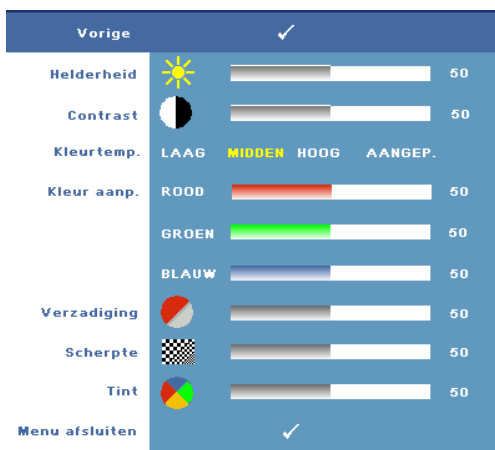 Vorige
Helderheid 50
Contrast 50
Kleurtemp. LAAG MIDDEN HOOG AANGEP.
Kleur aanp. ROOD 50
GROEN 50
BLAUW 50
Verzadiging 50
Scherpte 50
Tint 50
Menu afsluiten